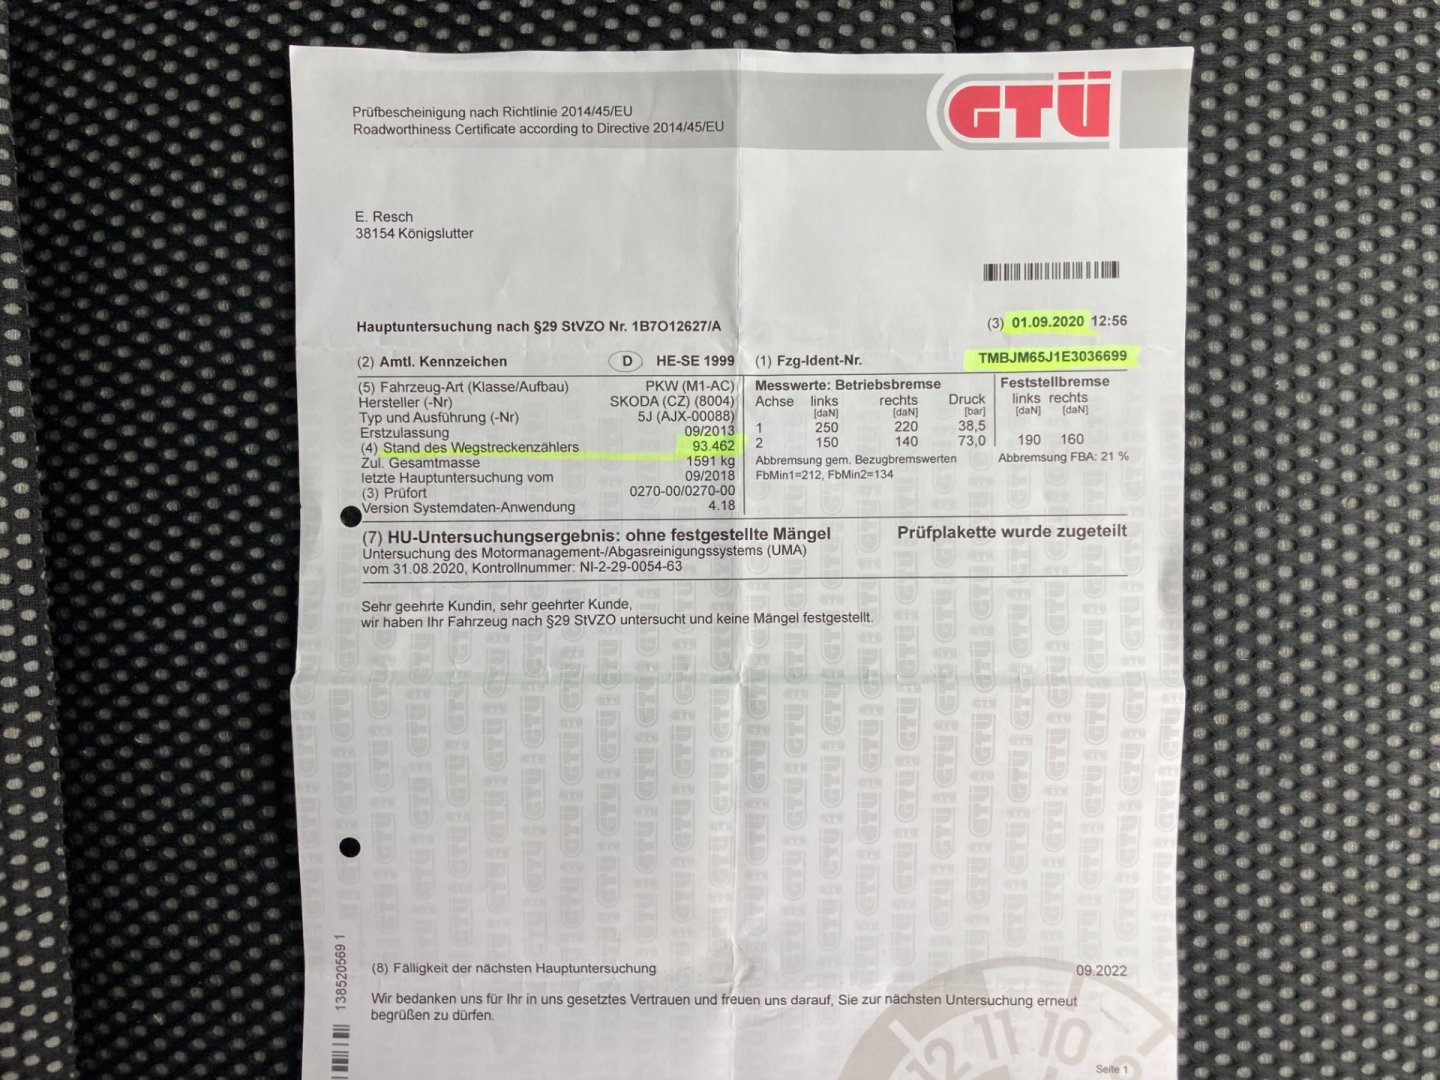 GTÜ
Prüfbescheinigung nach Richtlinie 2014/45/EU
Roadworthiness Certificate according to Directive 2014/45/EU
E. Resch
38154 Königslutter
Hauptuntersuchung nach §29 StVZO Nr. 1B7O12627/A
(3) 01.09.2020 12:56
(2) Amtl. Kennzeichen D HE-SE 1999
(1) Fzg-Ident-Nr. TMBJM65J1E3036699
(5) Fahrzeug-Art (Klasse/Aufbau) PKW (M1-AC)
Hersteller (-Nr) SKODA (CZ) (8004)
Typ und Ausführung (-Nr) 5J (AJX-00088)
Erstzulassung 09/2013
(4) Stand des Wegstreckenzählers 93.462
Zul. Gesamtmasse 1591 kg
letzte Hauptuntersuchung vom 09/2018
(3) Prüfort 0270-00/0270-00
Version Systemdaten-Anwendung 4.18
Messwerte: Betriebsbremse
Achse links rechts Druck
[daN] [daN] [bar]
1 250 220 38,5
2 150 140 73,0
Abbremsung gem. Bezugbremswerten
FbMin1=212, FbMin2=134
Feststellbremse
links rechts
[daN] [daN]
190 160
Abbremsung FBA: 21 %
(7) HU-Untersuchungsergebnis: ohne festgestellte Mängel Prüfplakette wurde zugeteilt
Untersuchung des Motormanagement-/Abgasreinigungssystems (UMA)
vom 31.08.2020, Kontrollnummer: NI-2-29-0054-63
Sehr geehrte Kundin, sehr geehrter Kunde,
wir haben Ihr Fahrzeug nach §29 StVZO untersucht und keine Mängel festgestellt.
138520569 1
(8) Fälligkeit der nächsten Hauptuntersuchung 09.2022
Wir bedanken uns für Ihr in uns gesetztes Vertrauen und freuen uns darauf, Sie zur nächsten Untersuchung erneut
begrüßen zu dürfen.
12 11 10
Seite 1